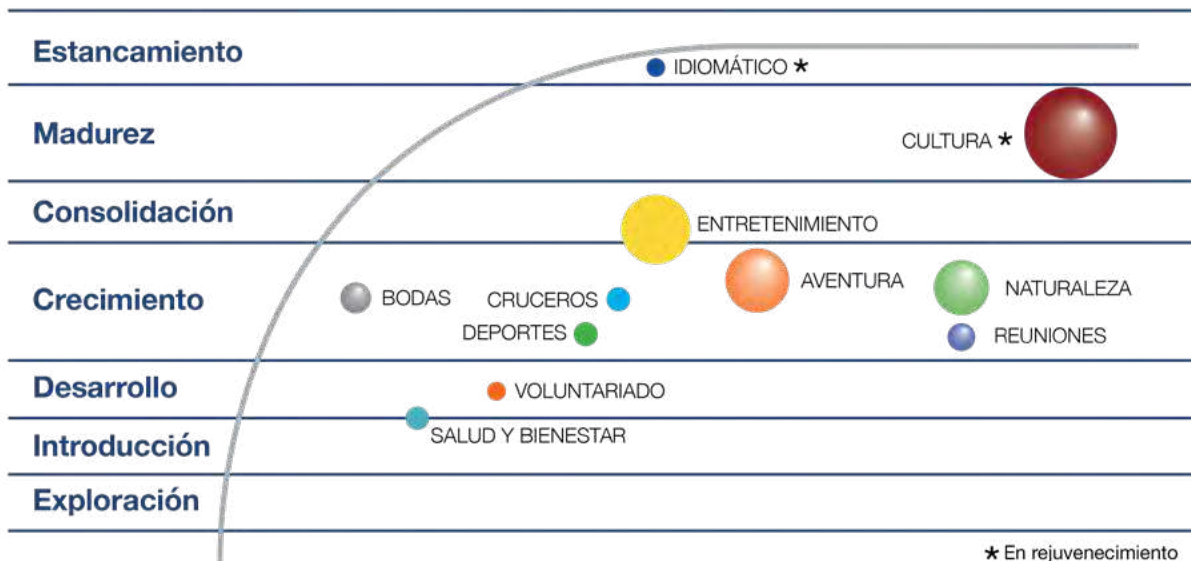 Estancamiento
IDIOMÁTICO *
Madurez
CULTURA *
Consolidación
ENTRETENIMIENTO
Crecimiento
BODAS
CRUCEROS
AVENTURA
NATURALEZA
DEPORTES
REUNIONES
Desarrollo
VOLUNTARIADO
SALUD Y BIENESTAR
Introducción
Exploración
* En rejuvenecimiento